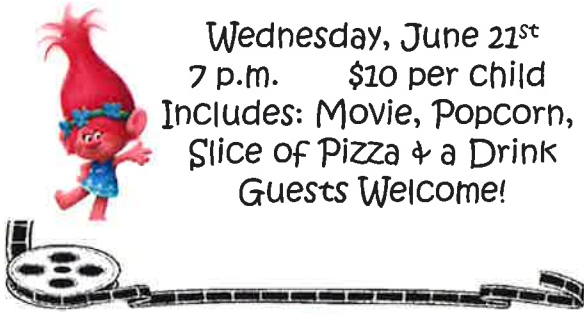 Wednesday, June 21st
7 p.m. $10 per child
Includes: Movie, Popcorn,
Slice of Pizza & a Drink
Guests Welcome!